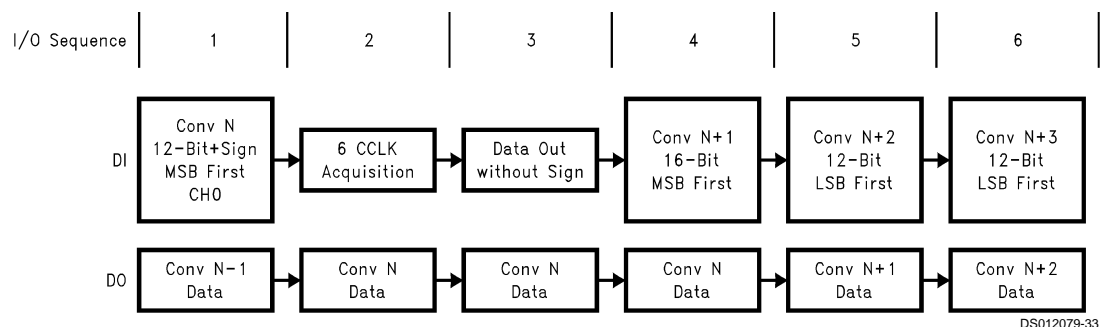 I/O Sequence 1 2 3 4 5 6
DI
Conv N
12-Bit+Sign
MSB First
CH0
6 CCLK
Acquisition
Data Out
without Sign
Conv N+1
16-Bit
MSB First
Conv N+2
12-Bit
LSB First
Conv N+3
12-Bit
LSB First
DO
Conv N-1
Data
Conv N
Data
Conv N
Data
Conv N
Data
Conv N+1
Data
Conv N+2
Data
DS012079-33